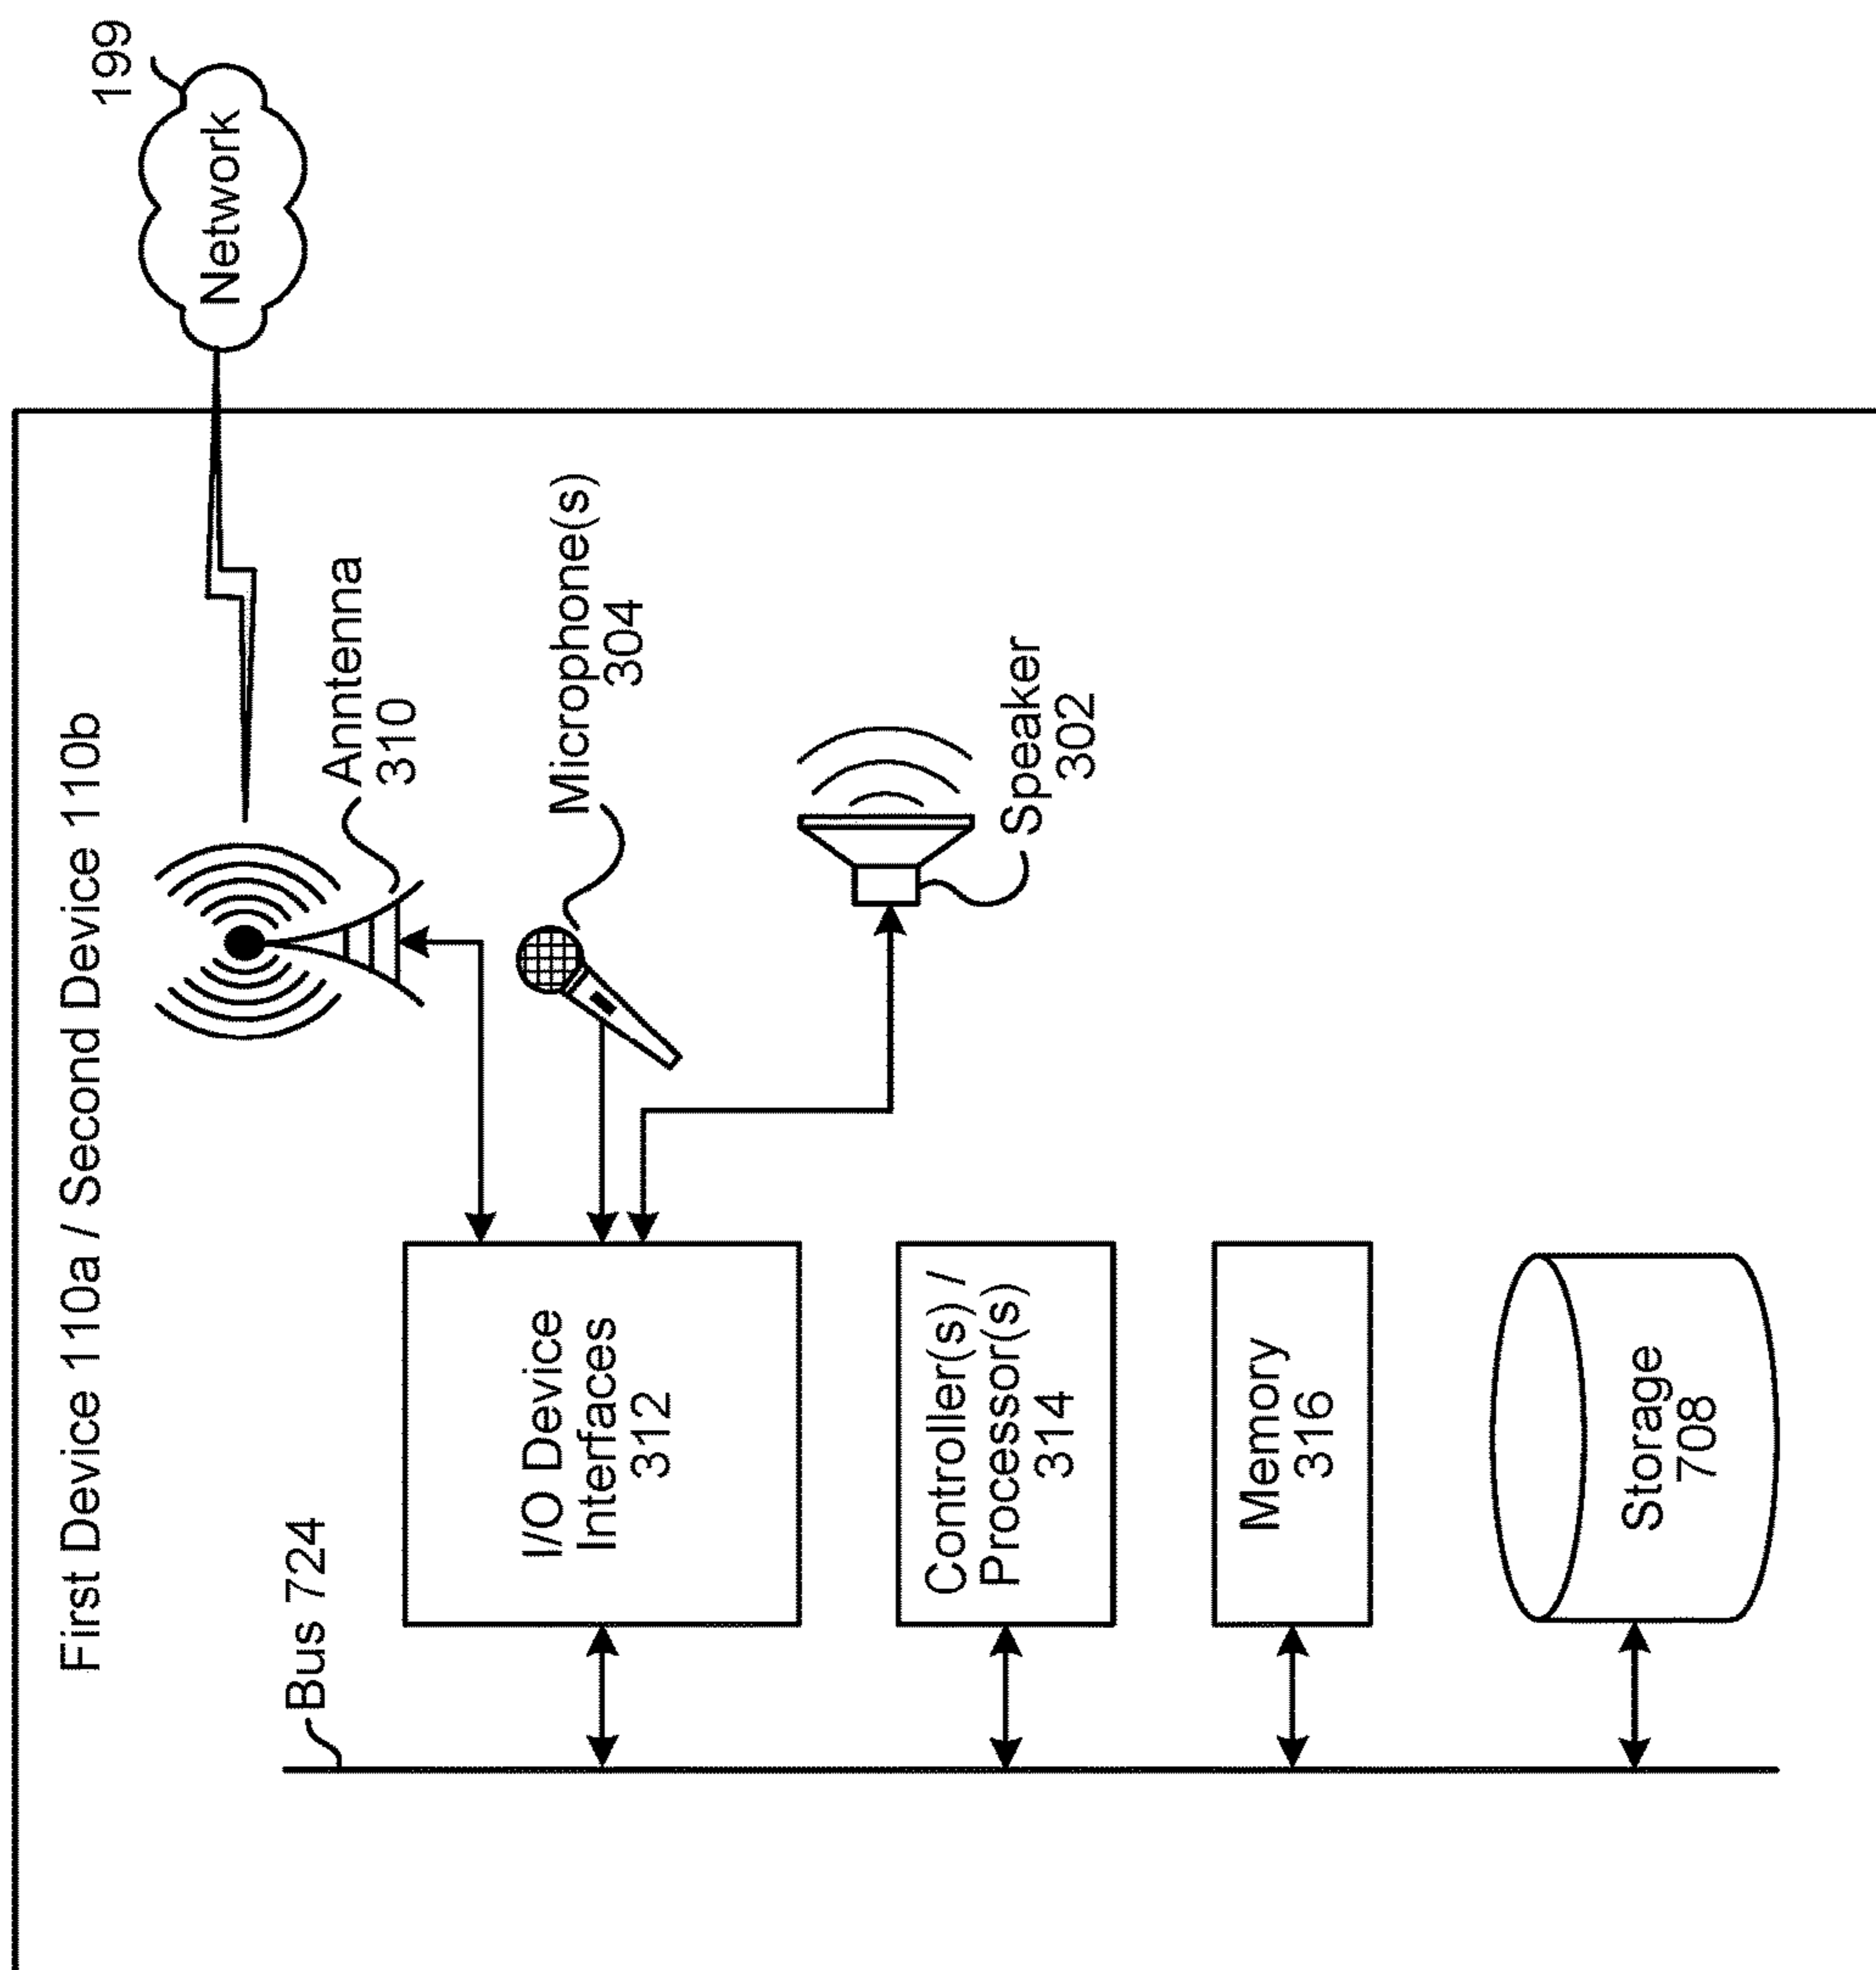 First Device 110a / Second Device 110b
Bus 724
I/O Device
Interfaces
312
Antenna
310
199
Network
Microphone(s)
304
Controller(s) /
Processor(s)
314
Speaker
302
Memory
316
Storage
708